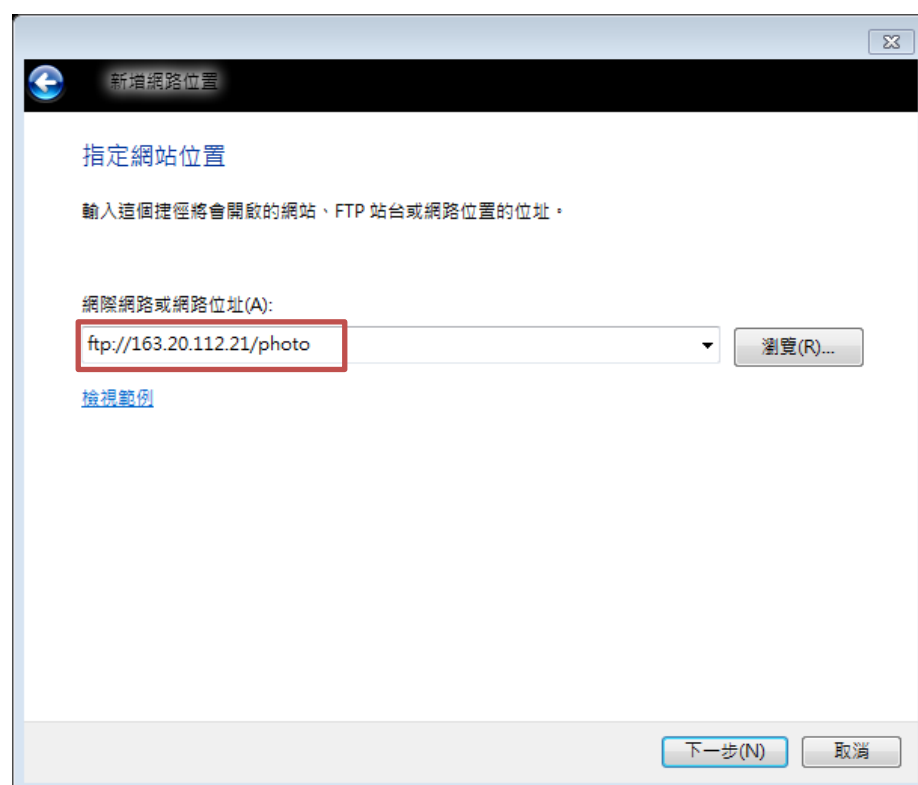 新增網路位置
指定網站位置
輸入這個捷徑將會開啟的網站、FTP 站台或網路位置的位址。
網際網路或網路位址(A):
ftp://163.20.112.21/photo
瀏覽(R)...
檢視範例
下一步(N)
取消